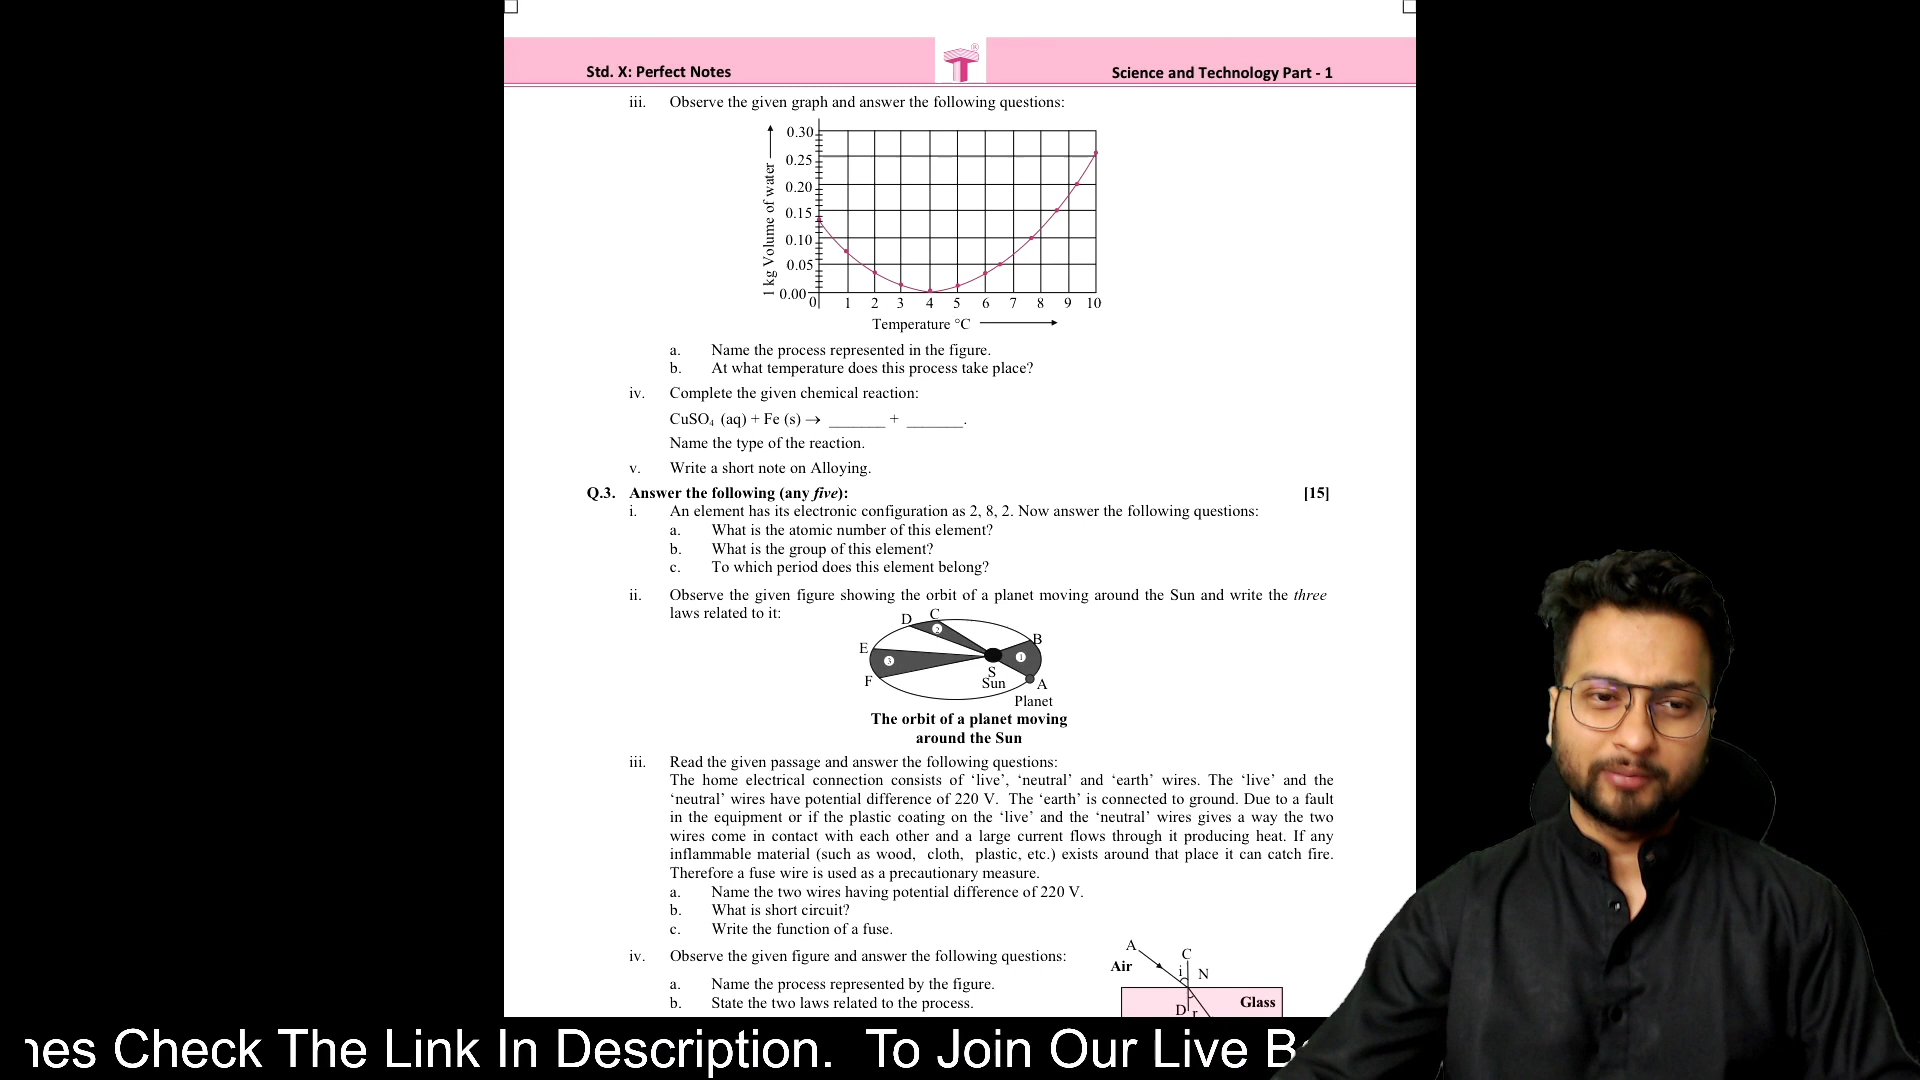 Std. X: Perfect Notes
T®
Science and Technology Part - 1
iii. Observe the given graph and answer the following questions:
1 kg Volume of water
0.30
0.25
0.20
0.15
0.10
0.05
0.00
0 1 2 3 4 5 6 7 8 9 10
Temperature °C
a. Name the process represented in the figure.
b. At what temperature does this process take place?
iv. Complete the given chemical reaction:
CuSO₄ (aq) + Fe (s) → _______ + _______.
Name the type of the reaction.
v. Write a short note on Alloying.
Q.3. Answer the following (any five): [15]
i. An element has its electronic configuration as 2, 8, 2. Now answer the following questions:
a. What is the atomic number of this element?
b. What is the group of this element?
c. To which period does this element belong?
ii. Observe the given figure showing the orbit of a planet moving around the Sun and write the three
laws related to it:
D C
2
B
E
3
1
S
F
Sun
A
Planet
The orbit of a planet moving
around the Sun
iii. Read the given passage and answer the following questions:
The home electrical connection consists of ‘live’, ‘neutral’ and ‘earth’ wires. The ‘live’ and the
‘neutral’ wires have potential difference of 220 V. The ‘earth’ is connected to ground. Due to a fault
in the equipment or if the plastic coating on the ‘live’ and the ‘neutral’ wires gives a way the two
wires come in contact with each other and a large current flows through it producing heat. If any
inflammable material (such as wood, cloth, plastic, etc.) exists around that place it can catch fire.
Therefore a fuse wire is used as a precautionary measure.
a. Name the two wires having potential difference of 220 V.
b. What is short circuit?
c. Write the function of a fuse.
iv. Observe the given figure and answer the following questions:
a. Name the process represented by the figure.
b. State the two laws related to the process.
A
C
Air
i N
Glass
D r
nes Check The Link In Description. To Join Our Live Ba